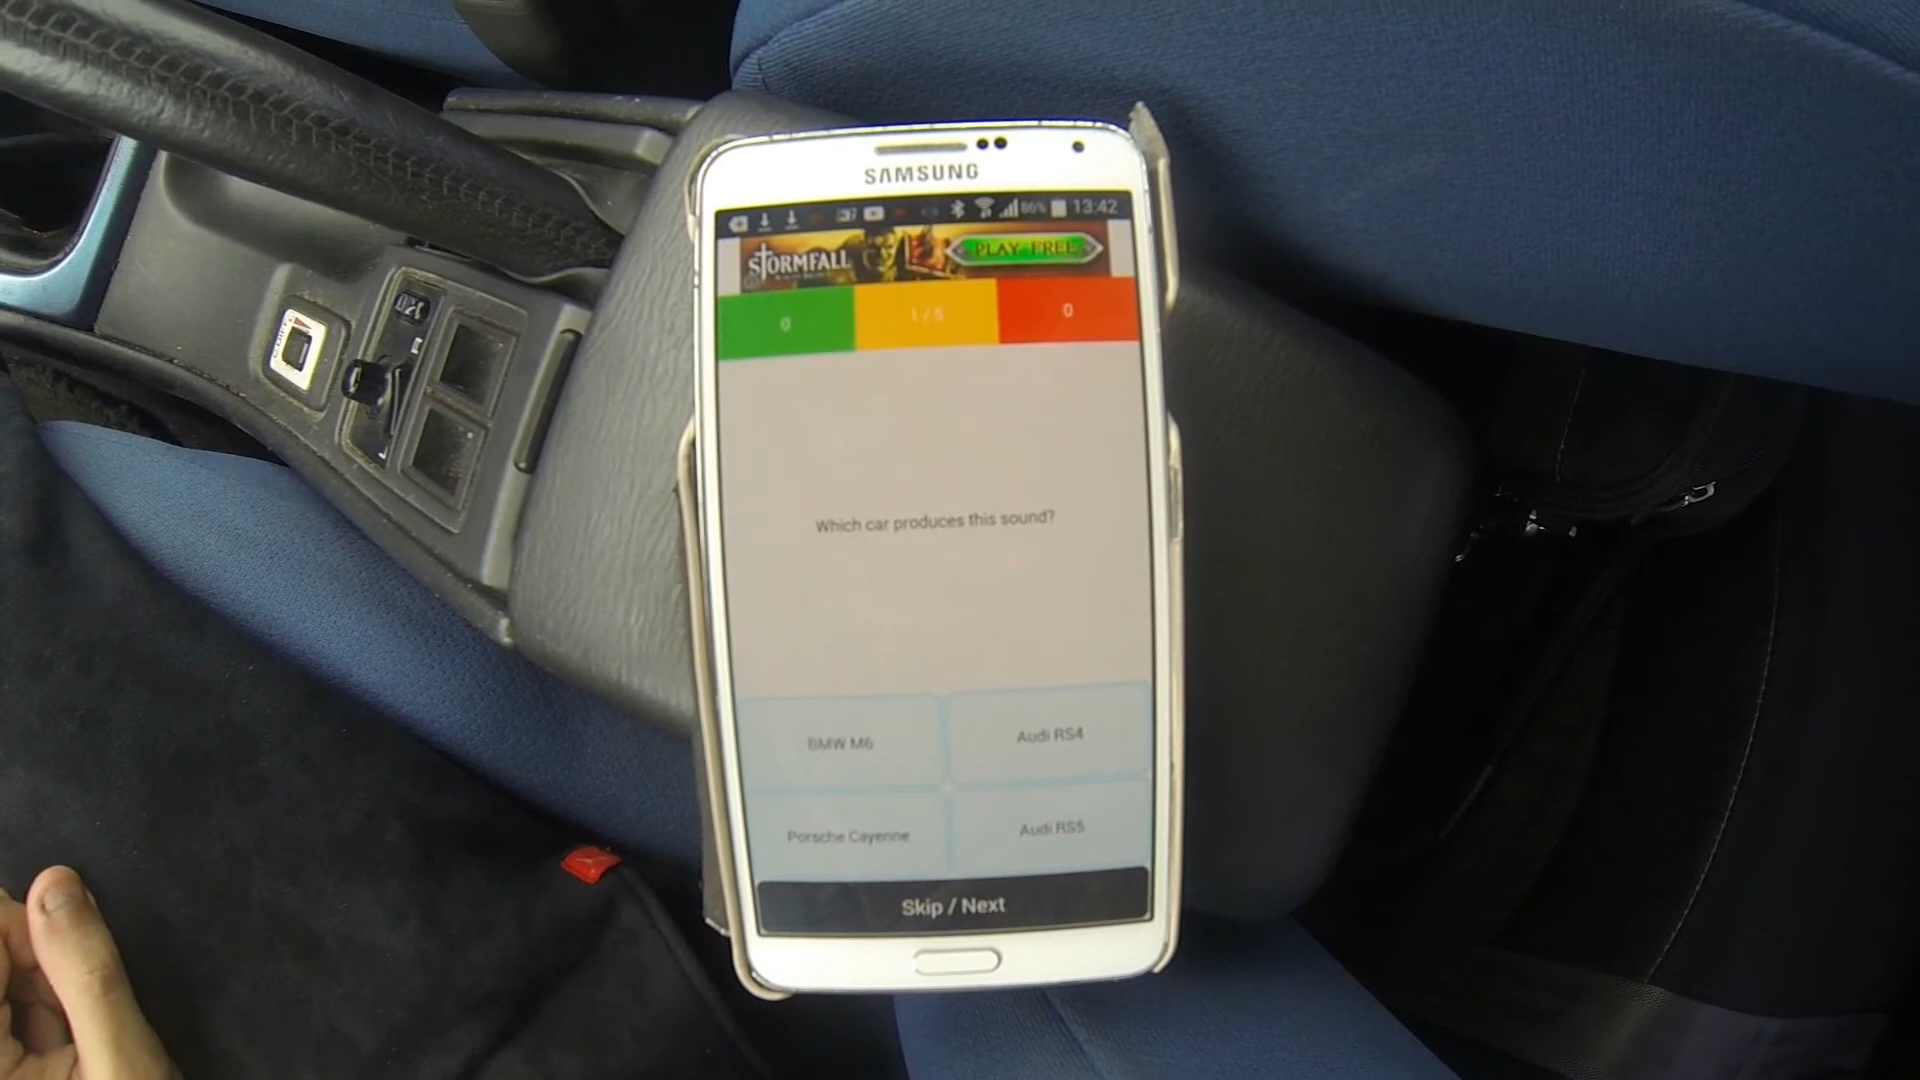 SAMSUNG
86% 13:42
STORMFALL
PLAY FREE
0
1 / 5
0
Which car produces this sound?
BMW M6
Audi RS4
Porsche Cayenne
Audi RS5
Skip / Next